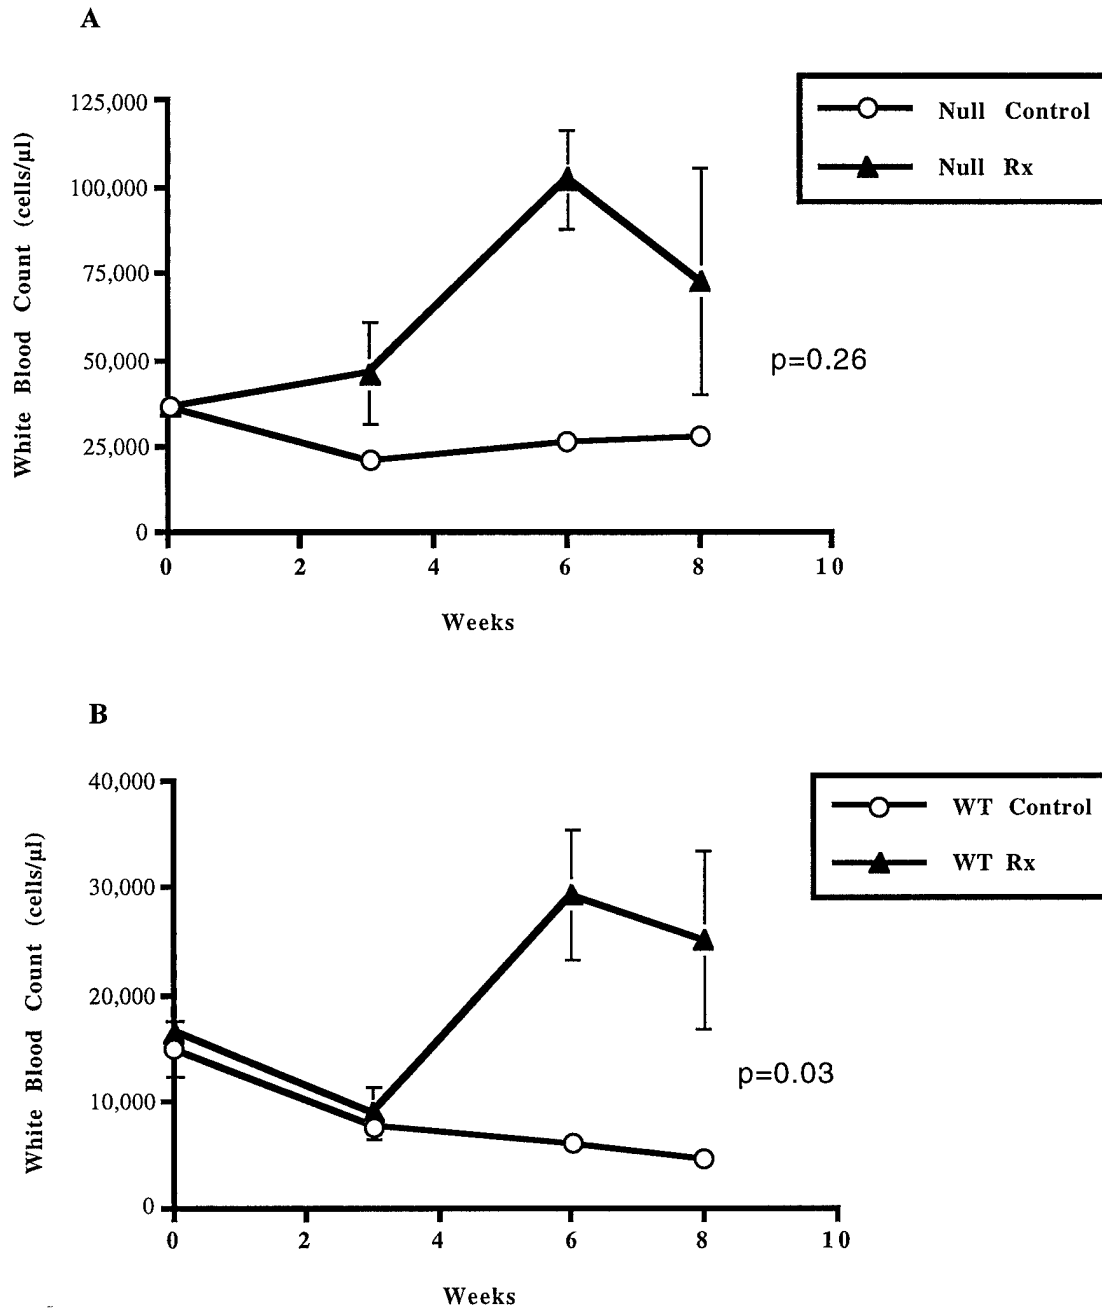 A
125,000
100,000
75,000
50,000
25,000
0
White Blood Count (cells/µl)
0 2 4 6 8 10
Weeks
Null Control
Null Rx
p=0.26
B
40,000
30,000
20,000
10,000
0
White Blood Count (cells/µl)
0 2 4 6 8 10
Weeks
WT Control
WT Rx
p=0.03